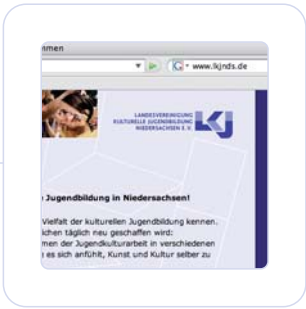 mmen
www.lkjnds.de
LANDESVEREINIGUNG
KULTURELLE JUGENDBILDUNG
NIEDERSACHSEN E. V.
LKJ
Jugendbildung in Niedersachsen!
Vielfalt der kulturellen Jugendbildung kennen.
ichen täglich neu geschaffen wird:
men der Jugendkulturarbeit in verschiedenen
es sich anfühlt, Kunst und Kultur selber zu